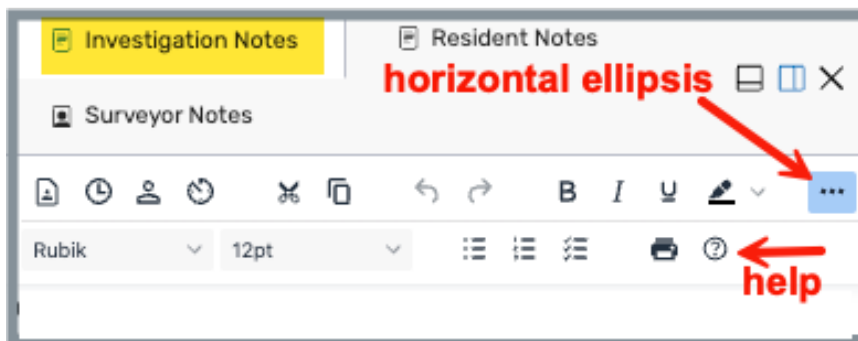 Investigation Notes
Resident Notes
horizontal ellipsis
Surveyor Notes
B I U
Rubik 12pt
help